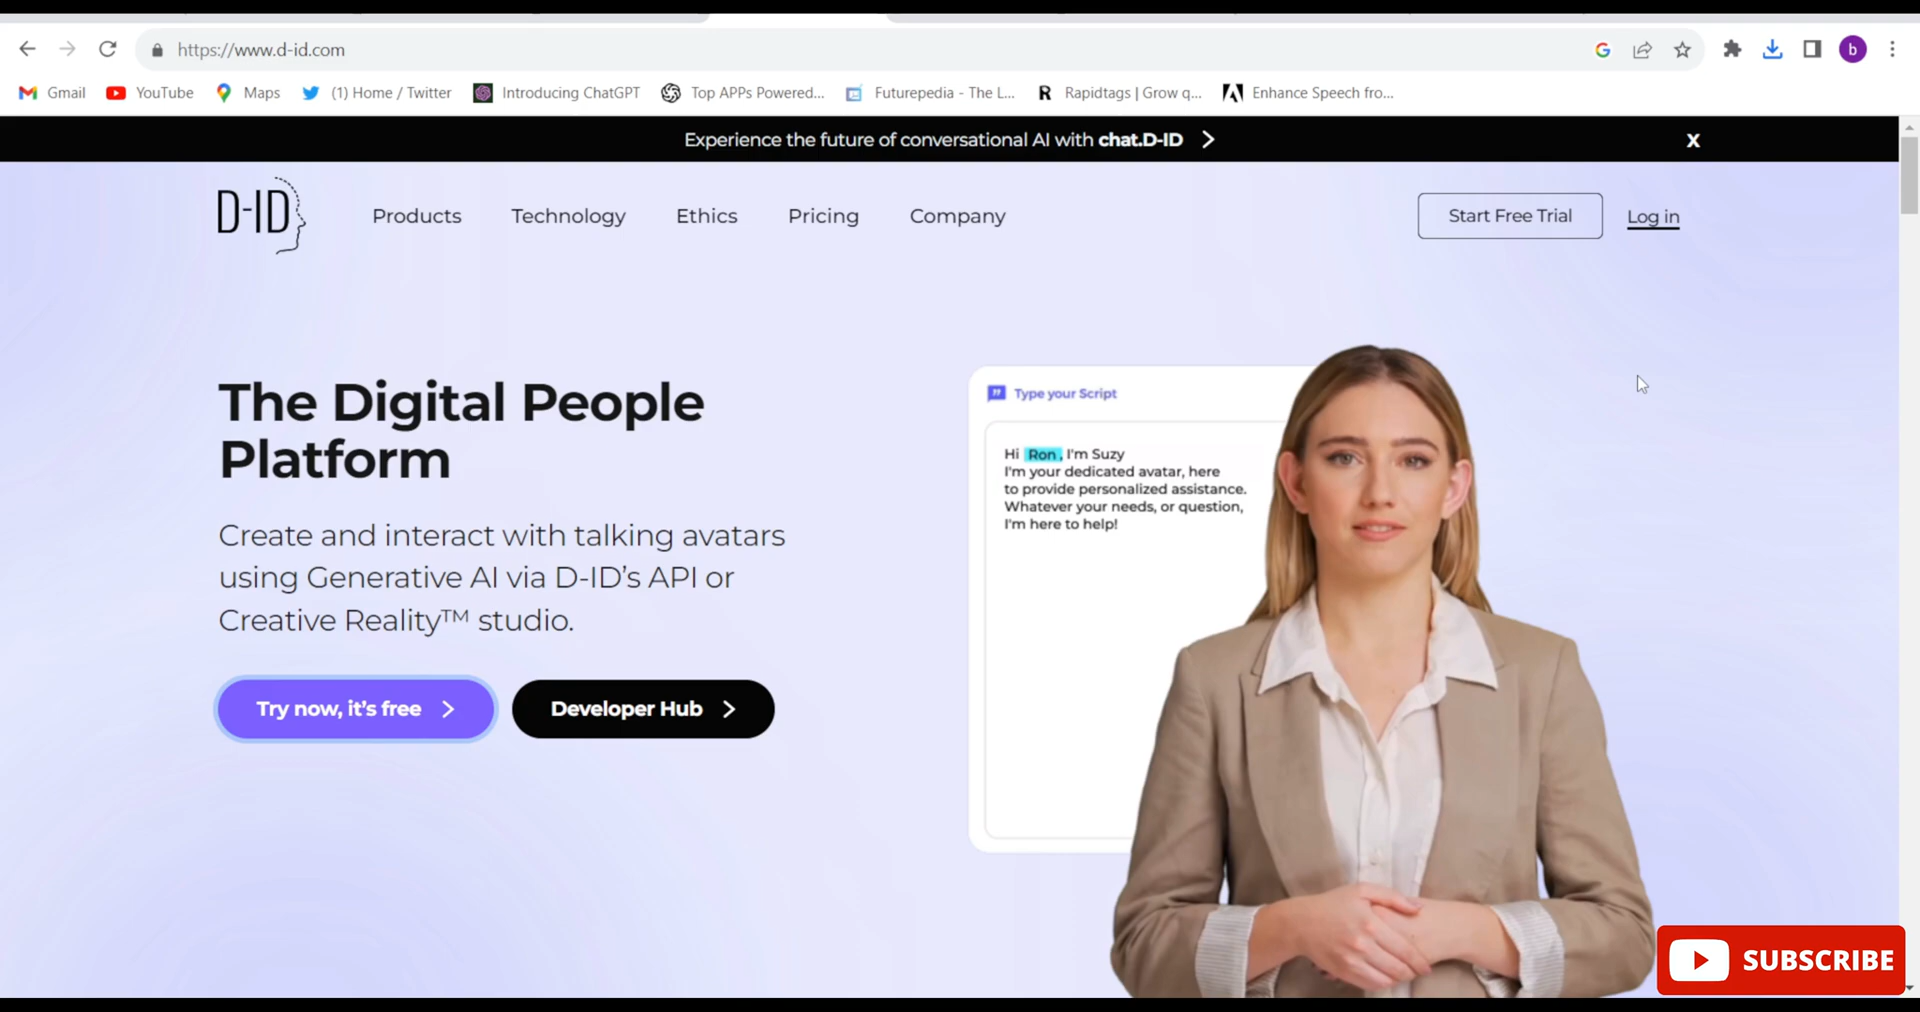 https://www.d-id.com
b
Gmail
YouTube
Maps
(1) Home / Twitter
Introducing ChatGPT
Top APPs Powered...
Futurepedia - The L...
R
Rapidtags | Grow q...
Enhance Speech fro...
Experience the future of conversational AI with chat.D-ID
X
D-ID
Products
Technology
Ethics
Pricing
Company
Start Free Trial
Log in
The Digital People
Platform
Create and interact with talking avatars
using Generative AI via D-ID’s API or
Creative Reality™ studio.
Try now, it’s free
Developer Hub
Type your Script
Hi Ron, I'm Suzy
I'm your dedicated avatar, here
to provide personalized assistance.
Whatever your needs, or question,
I'm here to help!
SUBSCRIBE